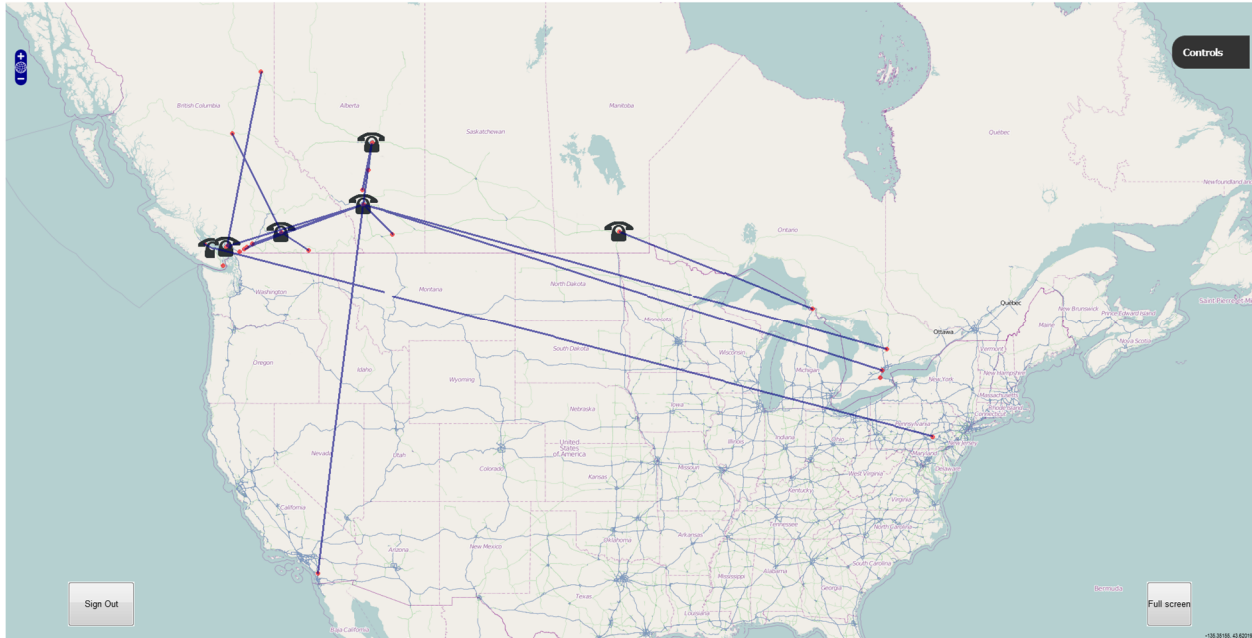 Controls
British Columbia
Alberta
Saskatchewan
Manitoba
Ontario
Québec
Washington
Montana
North Dakota
Minnesota
Ottawa
Québec
New Brunswick
Prince Edward Island
Nova Scotia
Maine
Vermont
New Hampshire
Massachusetts
Oregon
Idaho
Wyoming
South Dakota
Wisconsin
Michigan
New York
Nebraska
Iowa
Pennsylvania
New Jersey
Nevada
Utah
Colorado
United
States
of America
Kansas
Missouri
Illinois
Indiana
Ohio
West Virginia
Maryland
Delaware
Kentucky
Virginia
California
Arizona
New Mexico
Oklahoma
Arkansas
Tennessee
North Carolina
South Carolina
Texas
Mississippi
Alabama
Georgia
Louisiana
Bermuda
Baja California
Sign Out
Full screen